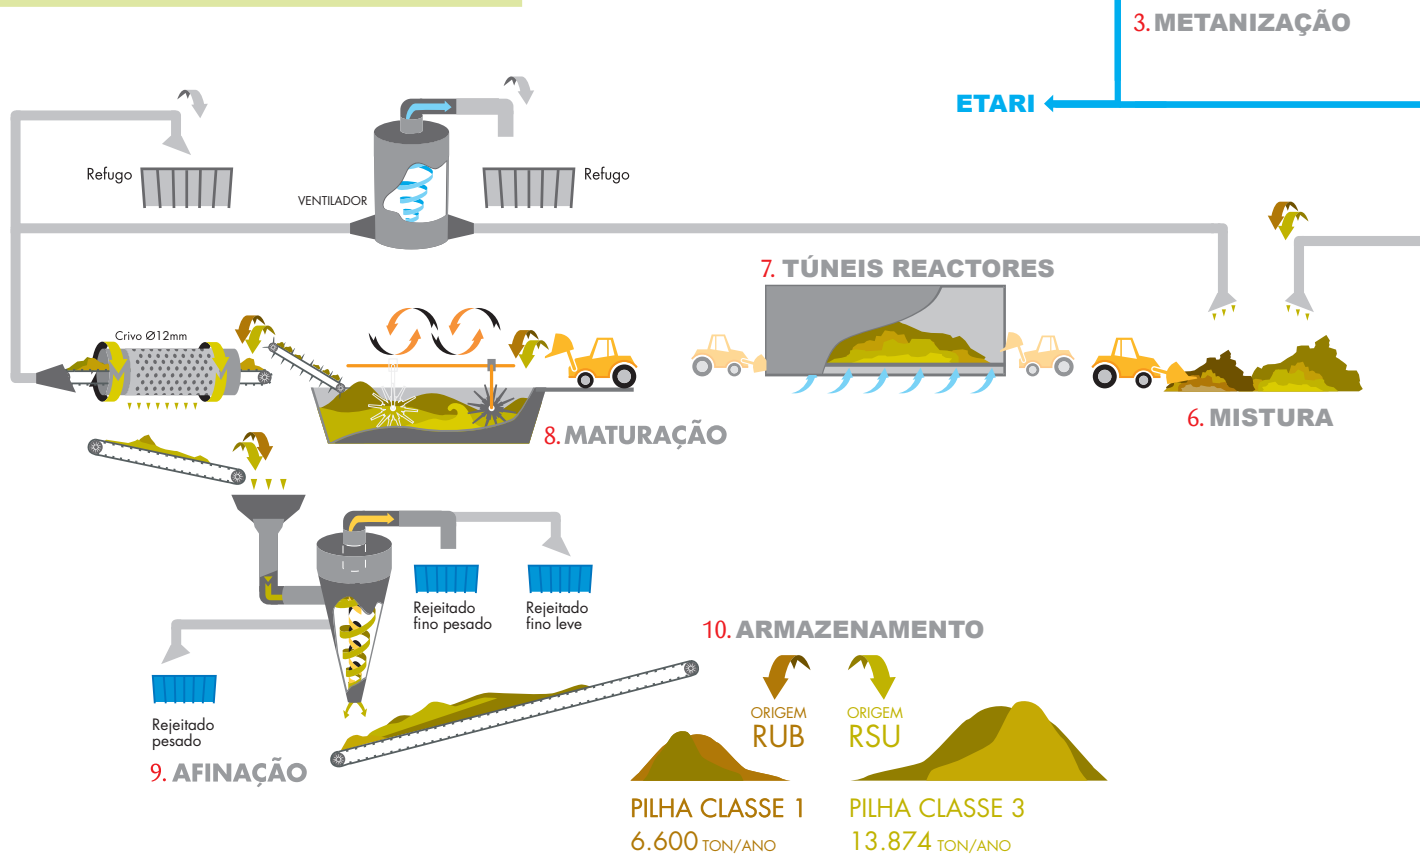 3. METANIZAÇÃO
ETARI
Refugo
VENTILADOR
Refugo
7. TÚNEIS REACTORES
Crivo Ø12mm
6. MISTURA
8. MATURAÇÃO
Rejeitado
fino pesado
Rejeitado
fino leve
10. ARMAZENAMENTO
Rejeitado
pesado
9. AFINAÇÃO
ORIGEM
RUB
ORIGEM
RSU
PILHA CLASSE 1
6.600 TON/ANO
PILHA CLASSE 3
13.874 TON/ANO